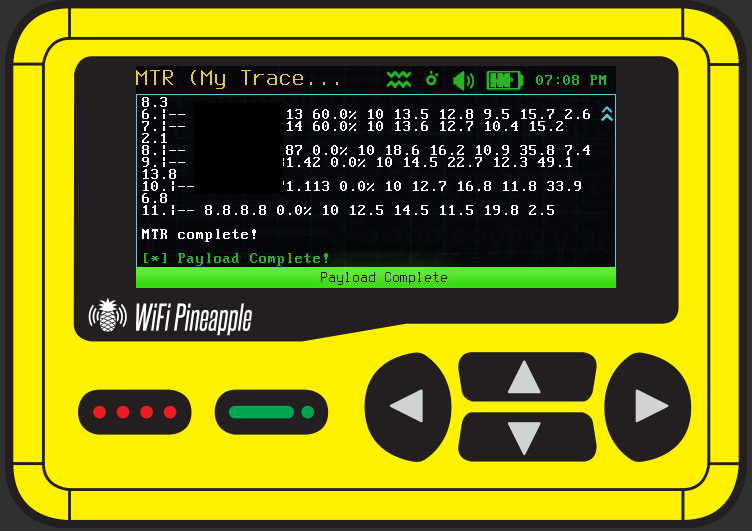 MTR (My Trace...
07:08 PM
8.3
6.¦-- 13 60.0% 10 13.5 12.8 9.5 15.7 2.6
7.¦-- 14 60.0% 10 13.6 12.7 10.4 15.2
2.1
8.¦-- 87 0.0% 10 18.6 16.2 10.9 35.8 7.4
9.¦-- 1.42 0.0% 10 14.5 22.7 12.3 49.1
13.8
10.¦-- 1.113 0.0% 10 12.7 16.8 11.8 33.9
6.8
11.¦-- 8.8.8.8 0.0% 10 12.5 14.5 11.5 19.8 2.5
MTR complete!
[*] Payload Complete!
Payload Complete
WiFi Pineapple